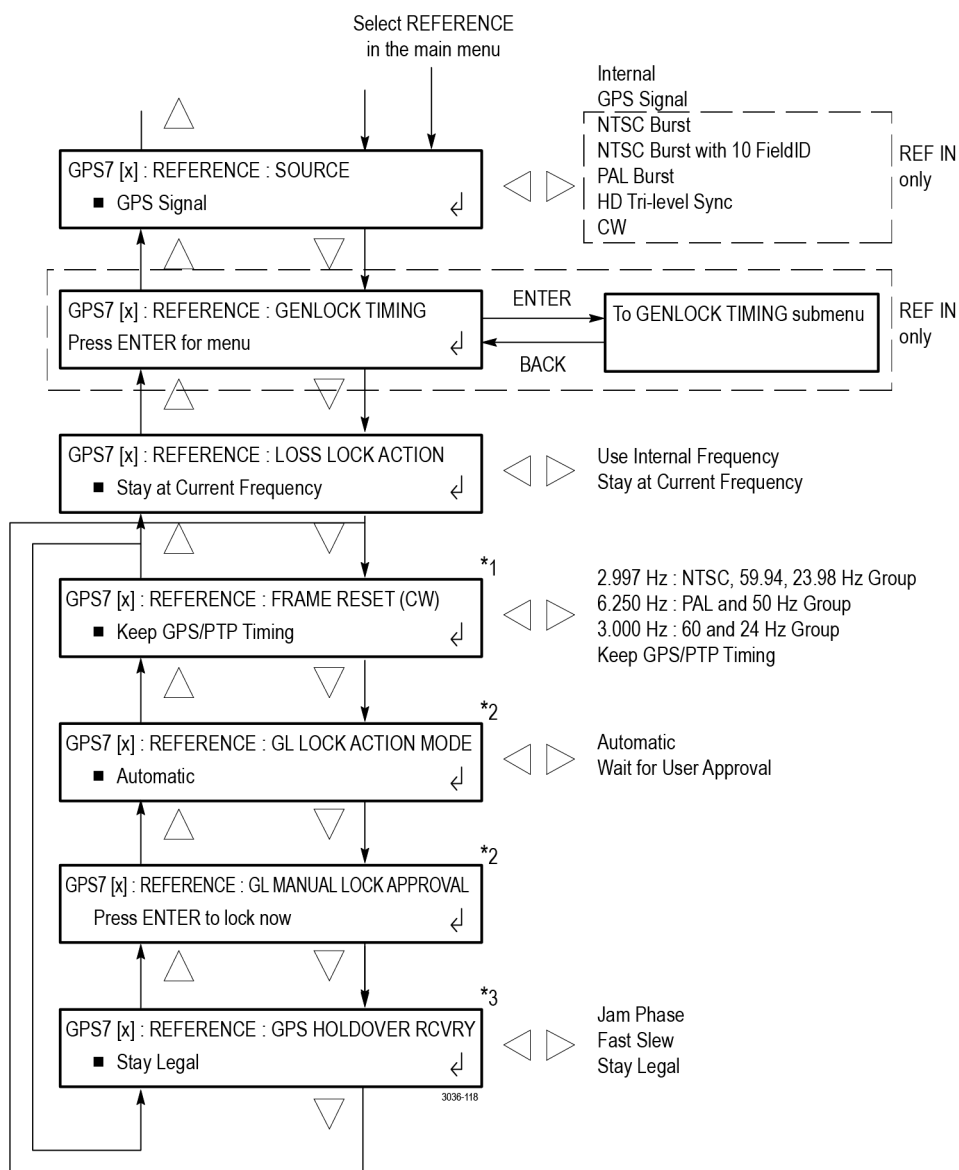 Select REFERENCE
in the main menu
Internal
GPS Signal
NTSC Burst
NTSC Burst with 10 FieldID
PAL Burst
HD Tri-level Sync
CW
REF IN
only
GPS7 [x] : REFERENCE : SOURCE
■ GPS Signal
GPS7 [x] : REFERENCE : GENLOCK TIMING
Press ENTER for menu
ENTER
BACK
To GENLOCK TIMING submenu
REF IN
only
GPS7 [x] : REFERENCE : LOSS LOCK ACTION
■ Stay at Current Frequency
Use Internal Frequency
Stay at Current Frequency
*1
GPS7 [x] : REFERENCE : FRAME RESET (CW)
■ Keep GPS/PTP Timing
2.997 Hz : NTSC, 59.94, 23.98 Hz Group
6.250 Hz : PAL and 50 Hz Group
3.000 Hz : 60 and 24 Hz Group
Keep GPS/PTP Timing
*2
GPS7 [x] : REFERENCE : GL LOCK ACTION MODE
■ Automatic
Automatic
Wait for User Approval
*2
GPS7 [x] : REFERENCE : GL MANUAL LOCK APPROVAL
Press ENTER to lock now
*3
GPS7 [x] : REFERENCE : GPS HOLDOVER RCVRY
■ Stay Legal
Jam Phase
Fast Slew
Stay Legal
3036-118